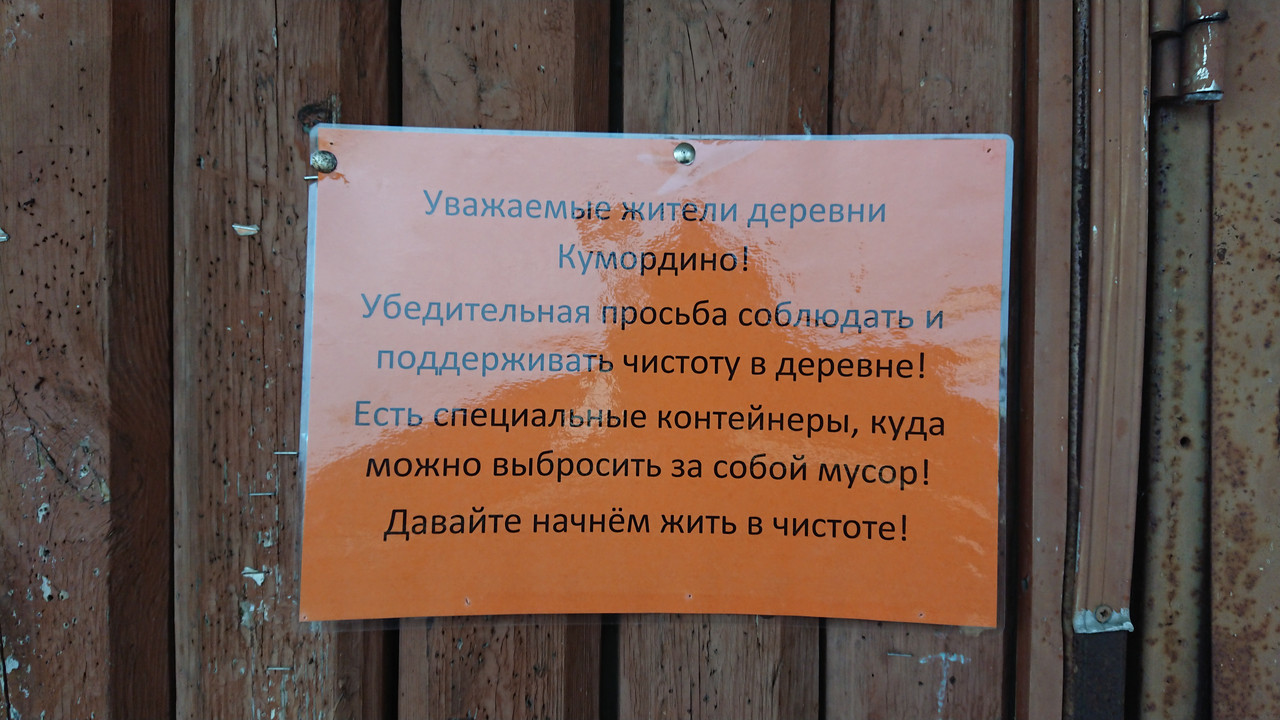 Уважаемые жители деревни
Кумордино!
Убедительная просьба соблюдать и
поддерживать чистоту в деревне!
Есть специальные контейнеры, куда
можно выбросить за собой мусор!
Давайте начнём жить в чистоте!